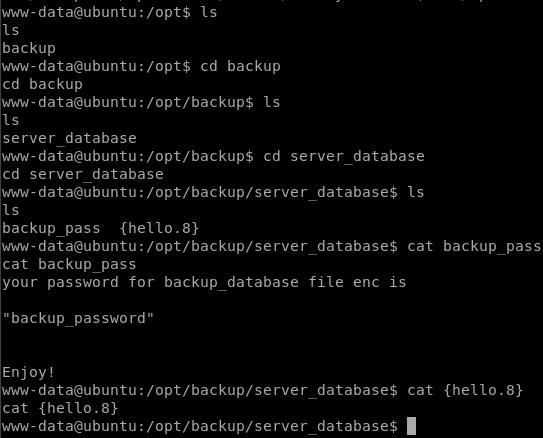 www-data@ubuntu:/opt$ ls
ls
backup
www-data@ubuntu:/opt$ cd backup
cd backup
www-data@ubuntu:/opt/backup$ ls
ls
server_database
www-data@ubuntu:/opt/backup$ cd server_database
cd server_database
www-data@ubuntu:/opt/backup/server_database$ ls
ls
backup_pass  {hello.8}
www-data@ubuntu:/opt/backup/server_database$ cat backup_pass
cat backup_pass
your password for backup_database file enc is
"backup_password"
Enjoy!
www-data@ubuntu:/opt/backup/server_database$ cat {hello.8}
cat {hello.8}
www-data@ubuntu:/opt/backup/server_database$